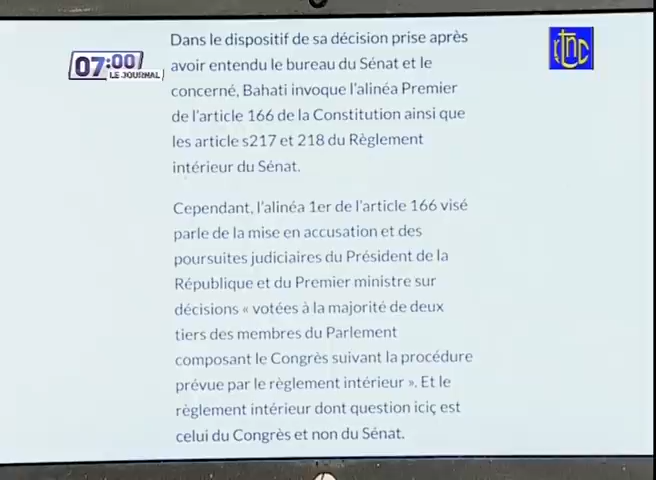 Dans le dispositif de sa décision prise après
avoir entendu le bureau du Sénat et le
concerné, Bahati invoque l'alinéa Premier
de l'article 166 de la Constitution ainsi que
les article s217 et 218 du Règlement
intérieur du Sénat.
Cependant, l'alinéa 1er de l'article 166 visé
parle de la mise en accusation et des
poursuites judiciaires du Président de la
République et du Premier ministre sur
décisions « votées à la majorité de deux
tiers des membres du Parlement
composant le Congrès suivant la procédure
prévue par le règlement intérieur ». Et le
règlement intérieur dont question iciç est
celui du Congrès et non du Sénat.
07:00
LE JOURNAL
rtnc